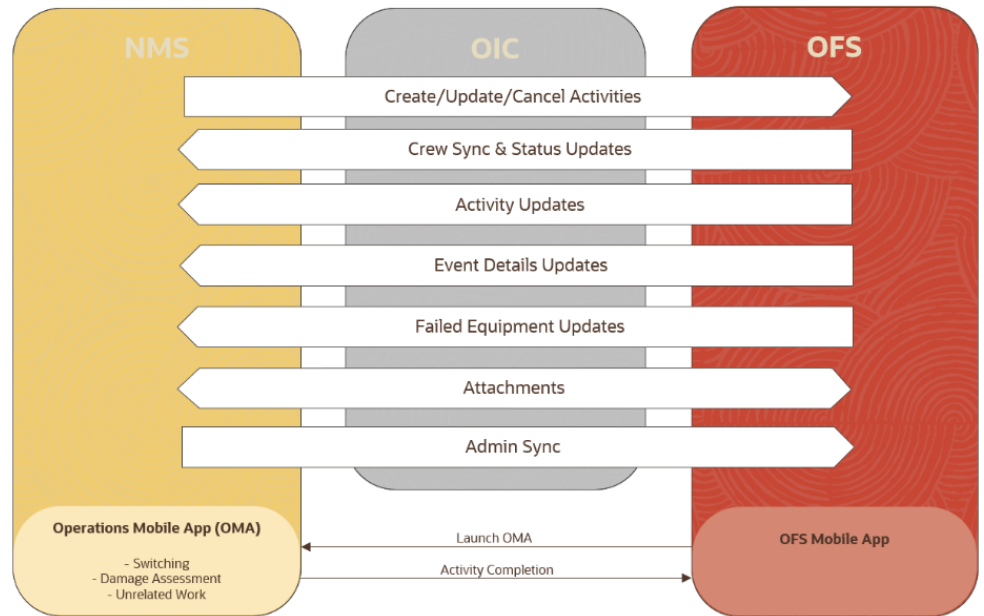 NMS
OIC
OFS
Create/Update/Cancel Activities
Crew Sync & Status Updates
Activity Updates
Event Details Updates
Failed Equipment Updates
Attachments
Admin Sync
Operations Mobile App (OMA)
- Switching
- Damage Assessment
- Unrelated Work
Launch OMA
Activity Completion
OFS Mobile App